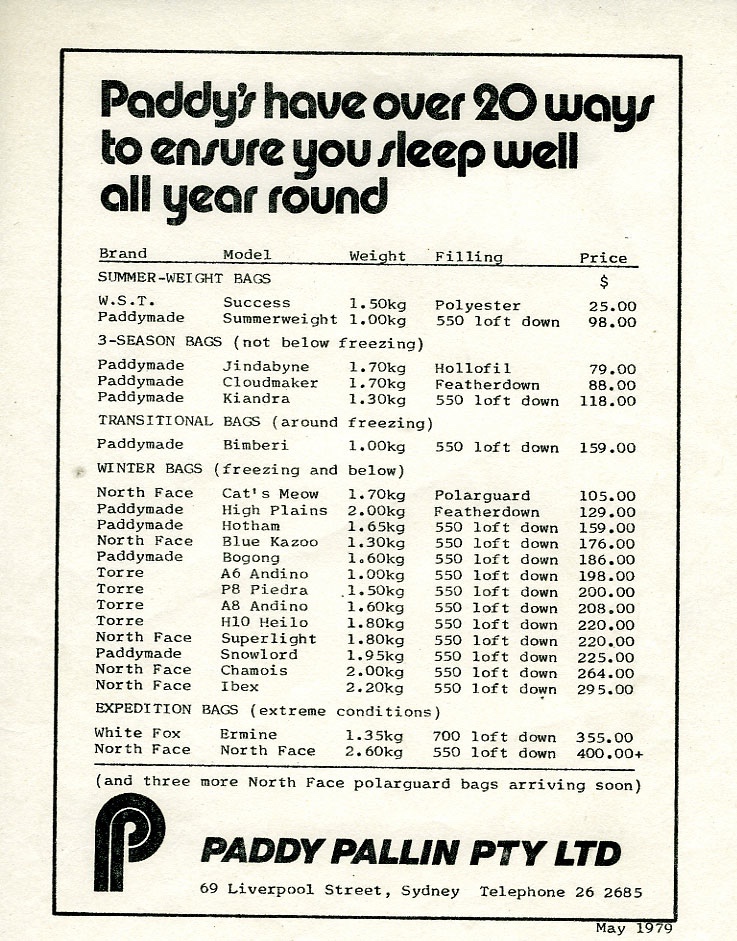 Paddy's have over 20 ways
to ensure you sleep well
all year round
Brand Model Weight Filling Price
SUMMER-WEIGHT BAGS $
W.S.T. Success 1.50kg Polyester 25.00
Paddymade Summerweight 1.00kg 550 loft down 98.00
3-SEASON BAGS (not below freezing)
Paddymade Jindabyne 1.70kg Hollofil 79.00
Paddymade Cloudmaker 1.70kg Featherdown 88.00
Paddymade Kiandra 1.30kg 550 loft down 118.00
TRANSITIONAL BAGS (around freezing)
Paddymade Bimberi 1.00kg 550 loft down 159.00
WINTER BAGS (freezing and below)
North Face Cat's Meow 1.70kg Polarguard 105.00
Paddymade High Plains 2.00kg Featherdown 129.00
Paddymade Hotham 1.65kg 550 loft down 159.00
North Face Blue Kazoo 1.30kg 550 loft down 176.00
Paddymade Bogong 1.60kg 550 loft down 186.00
Torre A6 Andino 1.00kg 550 loft down 198.00
Torre P8 Piedra 1.50kg 550 loft down 200.00
Torre A8 Andino 1.60kg 550 loft down 208.00
Torre H10 Heilo 1.80kg 550 loft down 220.00
North Face Superlight 1.80kg 550 loft down 220.00
Paddymade Snowlord 1.95kg 550 loft down 225.00
North Face Chamois 2.00kg 550 loft down 264.00
North Face Ibex 2.20kg 550 loft down 295.00
EXPEDITION BAGS (extreme conditions)
White Fox Ermine 1.35kg 700 loft down 355.00
North Face North Face 2.60kg 550 loft down 400.00+
(and three more North Face polarguard bags arriving soon)
PADDY PALLIN PTY LTD
69 Liverpool Street, Sydney Telephone 26 2685
May 1979